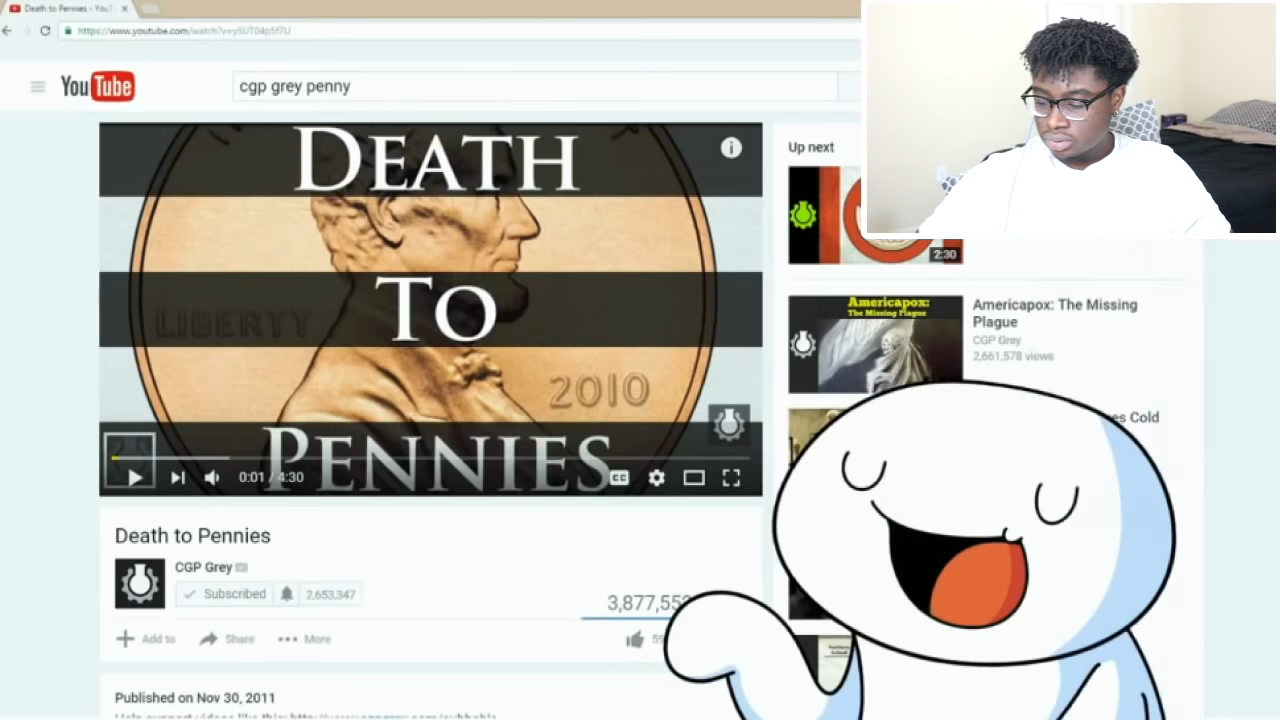 Death to Pennies - YouT
https://www.youtube.com/watch?v=y5UT04p5f7U
YouTube
cgp grey penny
DEATH
TO
PENNIES
LIBERTY
2010
0:01 / 4:30
CC
Death to Pennies
CGP Grey
Subscribed
2,653,347
3,877,55
Add to
Share
More
Published on Nov 30, 2011
Up next
2:30
Americapox:
The Missing Plague
Americapox: The Missing
Plague
CGP Grey
2,661,578 views
es Cold